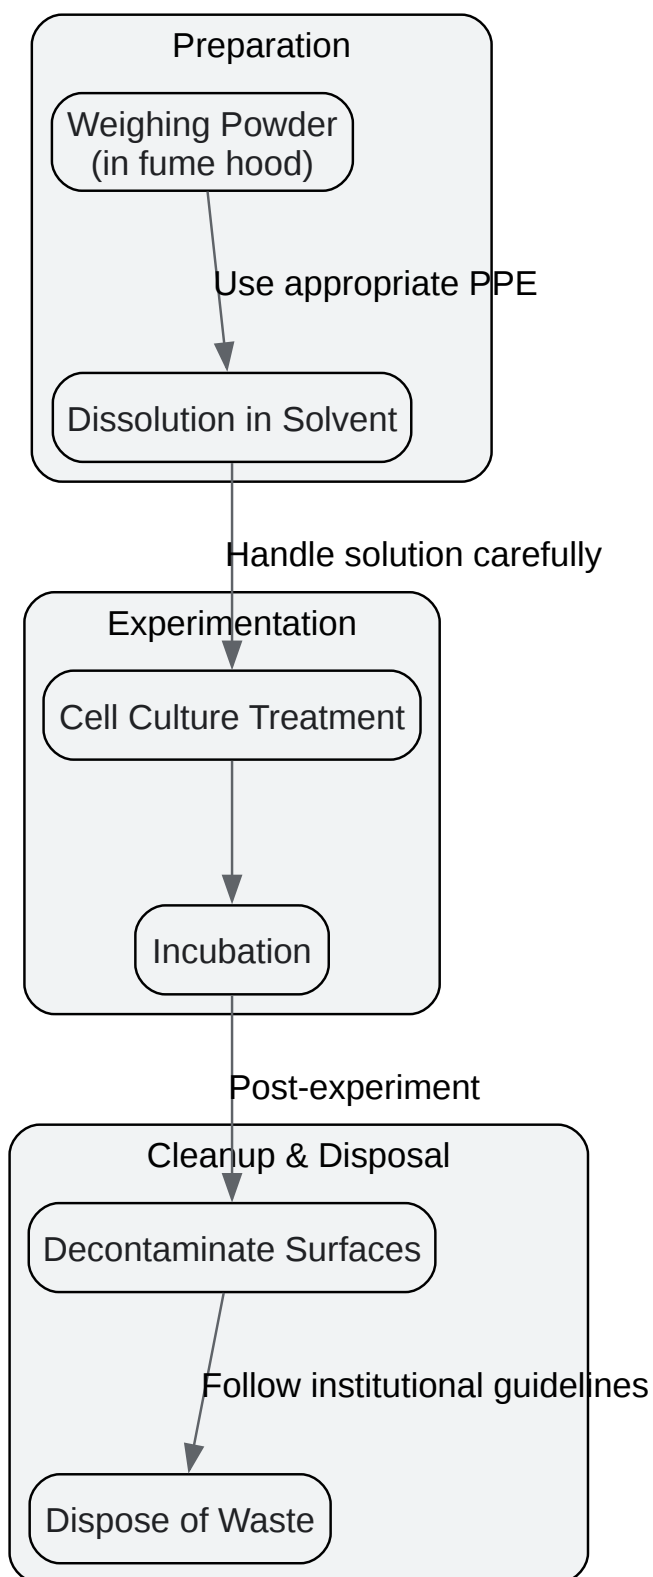 Preparation
Weighing Powder
(in fume hood)
Use appropriate PPE
Dissolution in Solvent
Handle solution carefully
Experimentation
Cell Culture Treatment
Incubation
Post-experiment
Cleanup & Disposal
Decontaminate Surfaces
Follow institutional guidelines
Dispose of Waste